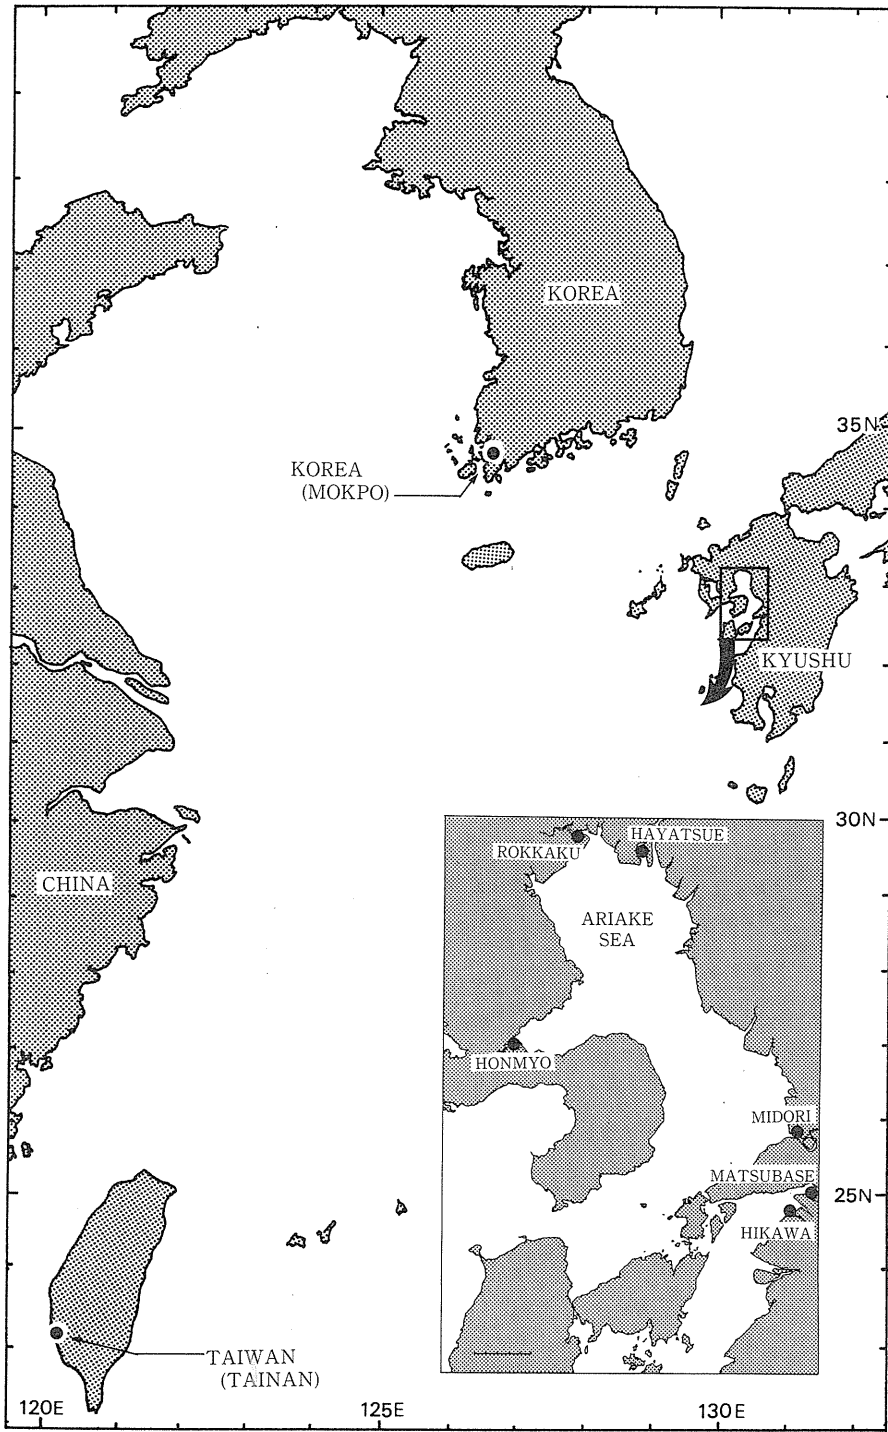 KOREA
35N
KOREA
(MOKPO)
KYUSHU
30N
HAYATSUE
ROKKAKU
CHINA
ARIAKE
SEA
HONMYO
MIDORI
MATSUBASE
25N
HIKAWA
TAIWAN
(TAINAN)
120E
125E
130E